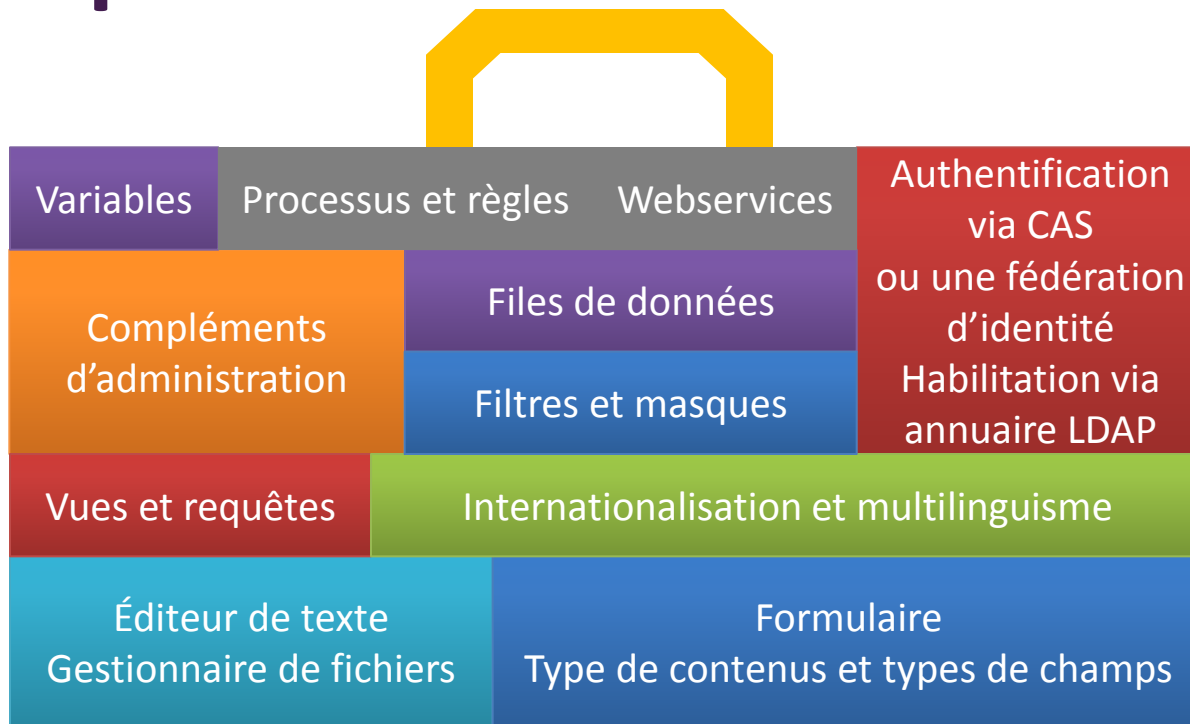 Variables
Processus et règles
Webservices
Authentification
via CAS
ou une fédération
d’identité
Habilitation via
annuaire LDAP
Compléments
d’administration
Files de données
Filtres et masques
Vues et requêtes
Internationalisation et multilinguisme
Éditeur de texte
Gestionnaire de fichiers
Formulaire
Type de contenus et types de champs